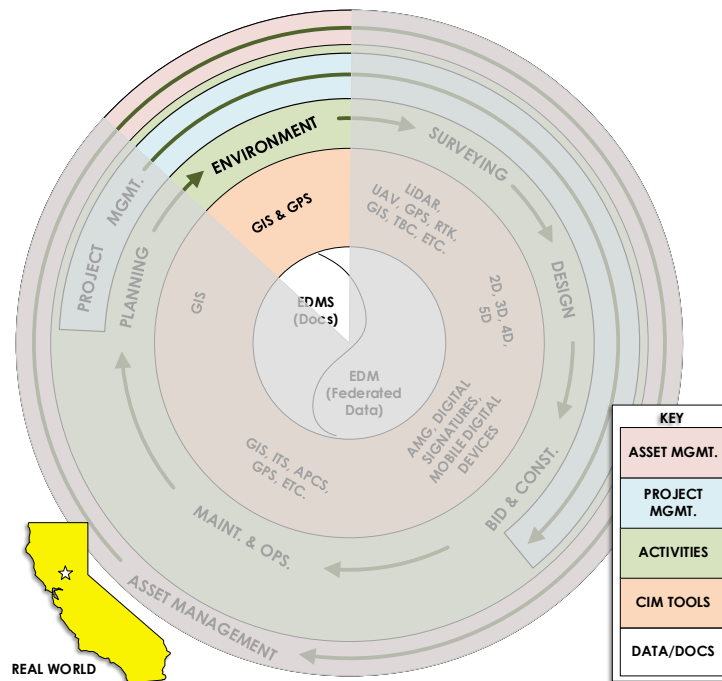 ENVIRONMENT
SURVEYING
DESIGN
BID & CONST.
MAINT. & OPS.
PLANNING
PROJECT MGMT.
ASSET MANAGEMENT
GIS & GPS
LiDAR,
UAV, GPS, RTK.
GIS, TBC, ETC.
2D, 3D, 4D,
5D
AMG, DIGITAL
SIGNATURES,
MOBILE DIGITAL
DEVICES
GIS, ITS, APCS,
GPS, ETC.
GIS
EDMS
(Docs)
EDM
(Federated
Data)
KEY
ASSET MGMT.
PROJECT
MGMT.
ACTIVITIES
CIM TOOLS
DATA/DOCS
REAL WORLD